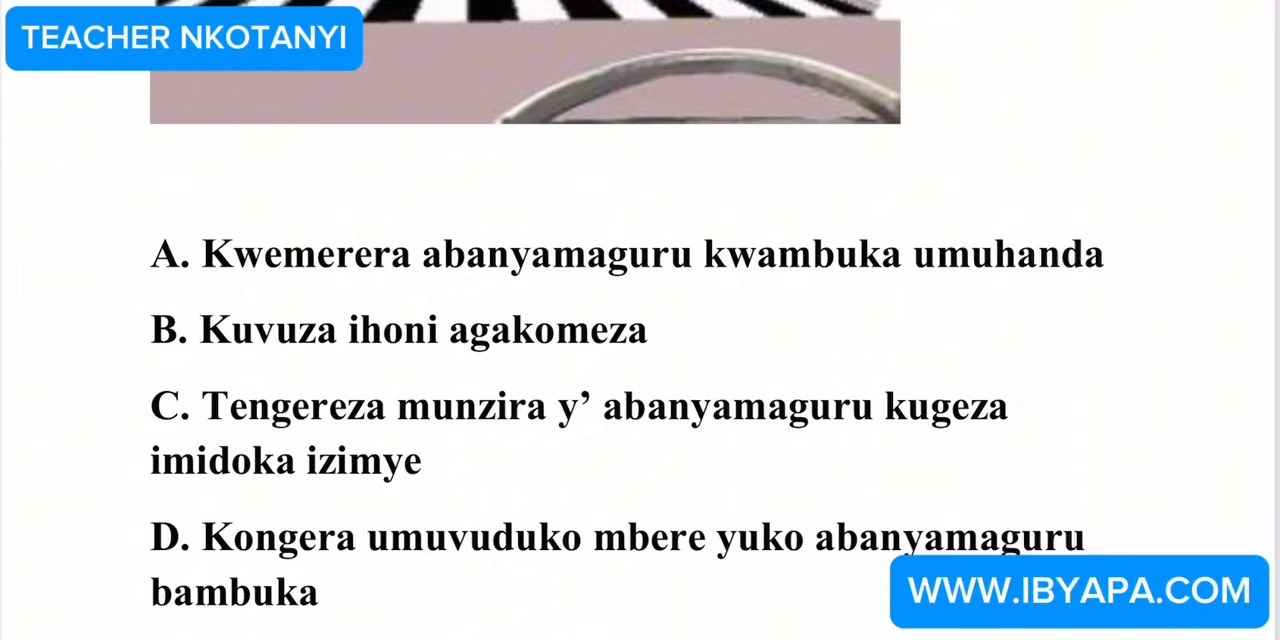 TEACHER NKOTANYI
A. Kwemerera abanyamaguru kwambuka umuhanda
B. Kuvuza ihoni agakomeza
C. Tengereza munzira y’ abanyamaguru kugeza
imidoka izimye
D. Kongera umuvuduko mbere yuko abanyamaguru
bambuka
WWW.IBYAPA.COM